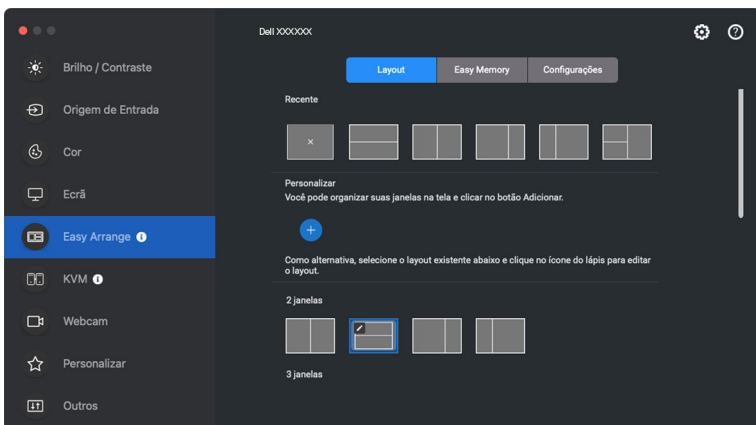 Dell XXXXXX
Brilho / Contraste
Origem de Entrada
Cor
Ecrã
Easy Arrange
KVM
Webcam
Personalizar
Outros
Layout
Easy Memory
Configurações
Recente
Personalizar
Você pode organizar suas janelas na tela e clicar no botão Adicionar.
Como alternativa, selecione o layout existente abaixo e clique no ícone do lápis para editar
o layout.
2 janelas
3 janelas